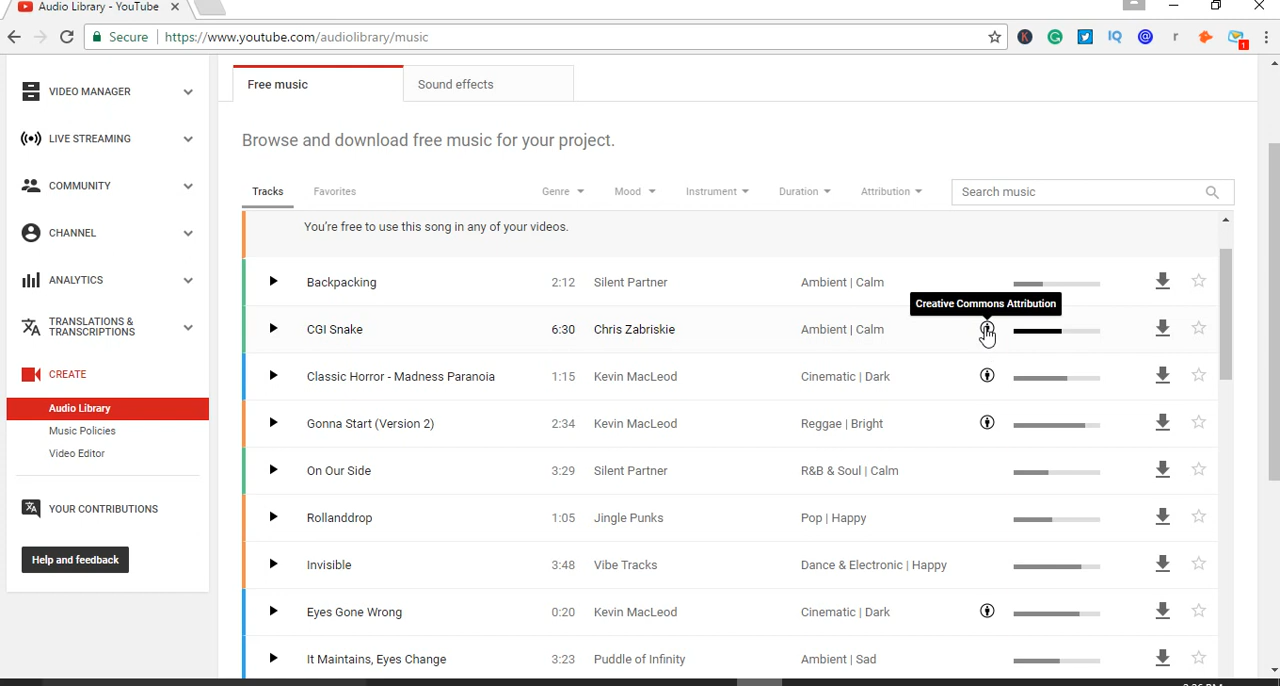 Audio Library - YouTube
Secure https://www.youtube.com/audiolibrary/music
K IQ @ r 1
VIDEO MANAGER
LIVE STREAMING
COMMUNITY
CHANNEL
ANALYTICS
TRANSLATIONS &
TRANSCRIPTIONS
CREATE
Audio Library
Music Policies
Video Editor
YOUR CONTRIBUTIONS
Help and feedback
Free music Sound effects
Browse and download free music for your project.
Tracks Favorites Genre Mood Instrument Duration Attribution Search music
You're free to use this song in any of your videos.
Backpacking 2:12 Silent Partner Ambient | Calm
Creative Commons Attribution
CGI Snake 6:30 Chris Zabriskie Ambient | Calm
Classic Horror - Madness Paranoia 1:15 Kevin MacLeod Cinematic | Dark
Gonna Start (Version 2) 2:34 Kevin MacLeod Reggae | Bright
On Our Side 3:29 Silent Partner R&B & Soul | Calm
Rollanddrop 1:05 Jingle Punks Pop | Happy
Invisible 3:48 Vibe Tracks Dance & Electronic | Happy
Eyes Gone Wrong 0:20 Kevin MacLeod Cinematic | Dark
It Maintains, Eyes Change 3:23 Puddle of Infinity Ambient | Sad